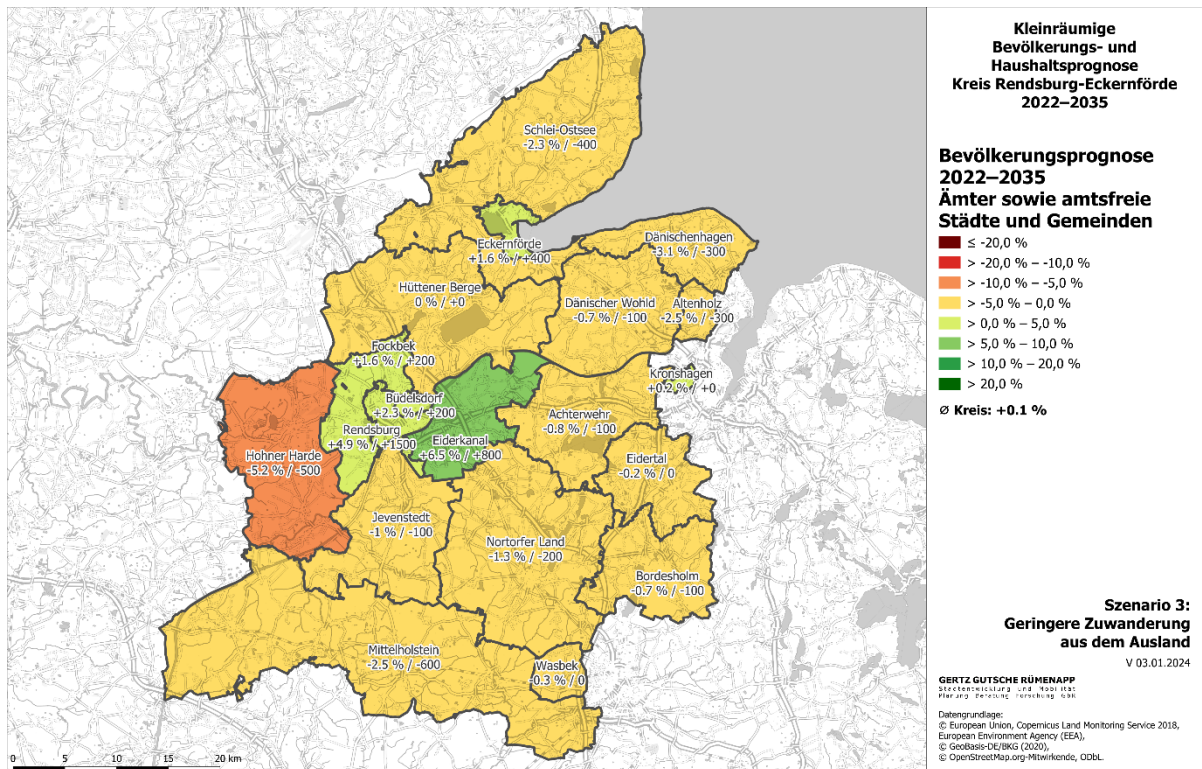 Kleinräumige
Bevölkerungs- und
Haushaltsprognose
Kreis Rendsburg-Eckernförde
2022–2035
Bevölkerungsprognose
2022–2035
Ämter sowie amtsfreie
Städte und Gemeinden
≤ -20,0 %
> -20,0 % – -10,0 %
> -10,0 % – -5,0 %
> -5,0 % – 0,0 %
> 0,0 % – 5,0 %
> 5,0 % – 10,0 %
> 10,0 % – 20,0 %
> 20,0 %
Ø Kreis: +0.1 %
Schlei-Ostsee
-2.3 % / -400
Eckernförde
+1.6 % / +400
Dänischenhagen
-3.1 % / -300
Hüttener Berge
0 % / +0
Dänischer Wohld
-0.7 % / -100
Altenholz
-2.5 % / -300
Fockbek
+1.6 % / +200
Kronshagen
+0.2 % / +0
Büdelsdorf
+2.3 % / +200
Rendsburg
+4.9 % / +1500
Eiderkanal
+6.5 % / +800
Achterwehr
-0.8 % / -100
Hohner Harde
-5.2 % / -500
Eidertal
-0.2 % / 0
Jevenstedt
-1 % / -100
Nortorfer Land
-1.3 % / -200
Bordesholm
-0.7 % / -100
Mittelholstein
-2.5 % / -600
Wasbek
-0.3 % / 0
0 5 10 15 20 km
Szenario 3:
Geringere Zuwanderung
aus dem Ausland
V 03.01.2024
GERTZ GUTSCHE RÜMENAPP
Stadtentwicklung und Mobilität
Planung Beratung Forschung GbR
Datengrundlage:
© European Union, Copernicus Land Monitoring Service 2018,
European Environment Agency (EEA),
© GeoBasis-DE/BKG (2020),
© OpenStreetMap.org-Mitwirkende, ODbL.